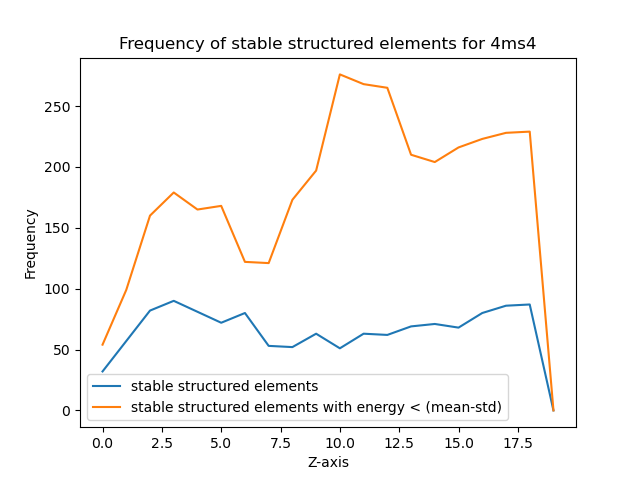 Frequency of stable structured elements for 4ms4
Frequency
250
200
150
100
50
0
stable structured elements
stable structured elements with energy < (mean-std)
0.0 2.5 5.0 7.5 10.0 12.5 15.0 17.5
Z-axis